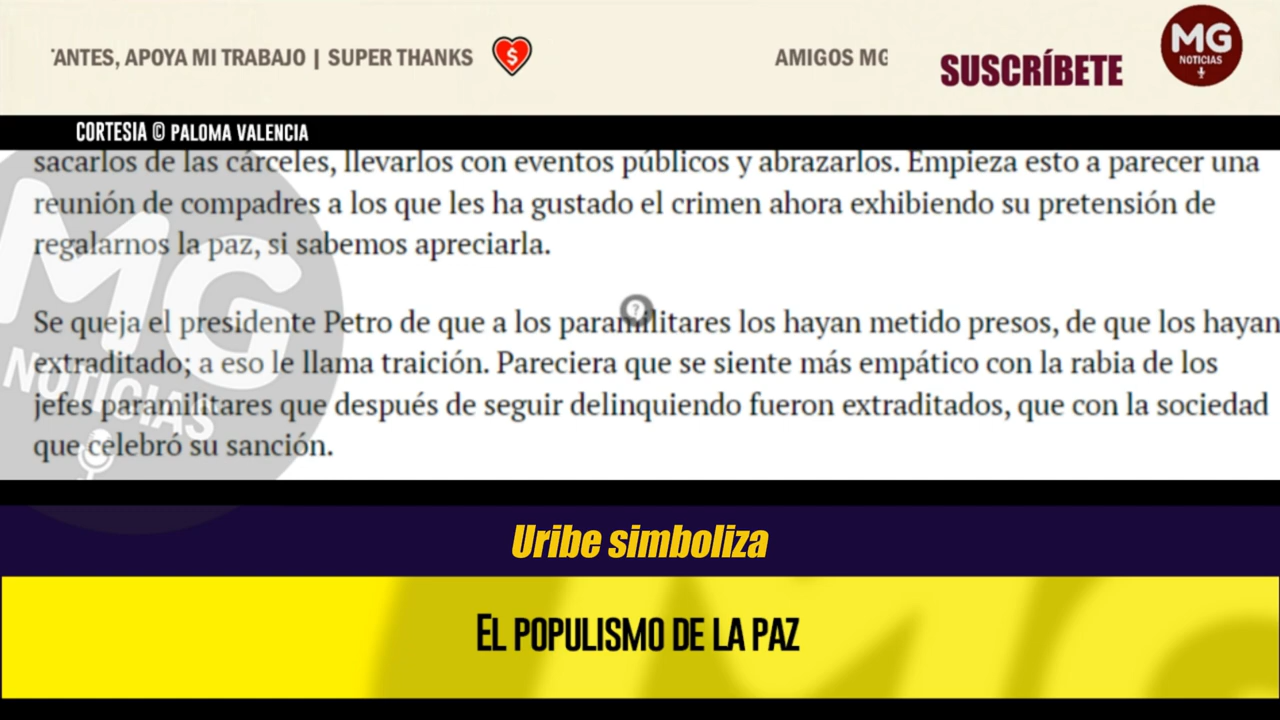 'ANTES, APOYA MI TRABAJO | SUPER THANKS
AMIGOS MG
SUSCRÍBETE
MG
NOTICIAS
CORTESIA © PALOMA VALENCIA
sacarlos de las cárceles, llevarlos con eventos públicos y abrazarlos. Empieza esto a parecer una
reunión de compadres a los que les ha gustado el crimen ahora exhibiendo su pretensión de
regalarnos la paz, si sabemos apreciarla.
Se queja el presidente Petro de que a los paramilitares los hayan metido presos, de que los hayan
extraditado; a eso le llama traición. Pareciera que se siente más empático con la rabia de los
jefes paramilitares que después de seguir delinquiendo fueron extraditados, que con la sociedad
que celebró su sanción.
MG
NOTICIAS
Uribe simboliza
EL POPULISMO DE LA PAZ